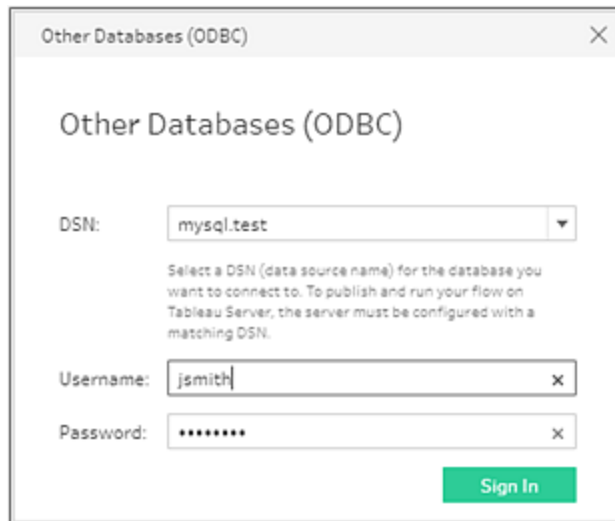 Other Databases (ODBC)
Other Databases (ODBC)
DSN: mysql.test
Select a DSN (data source name) for the database you
want to connect to. To publish and run your flow on
Tableau Server, the server must be configured with a
matching DSN.
Username: jsmith
Password: ••••••••
Sign In